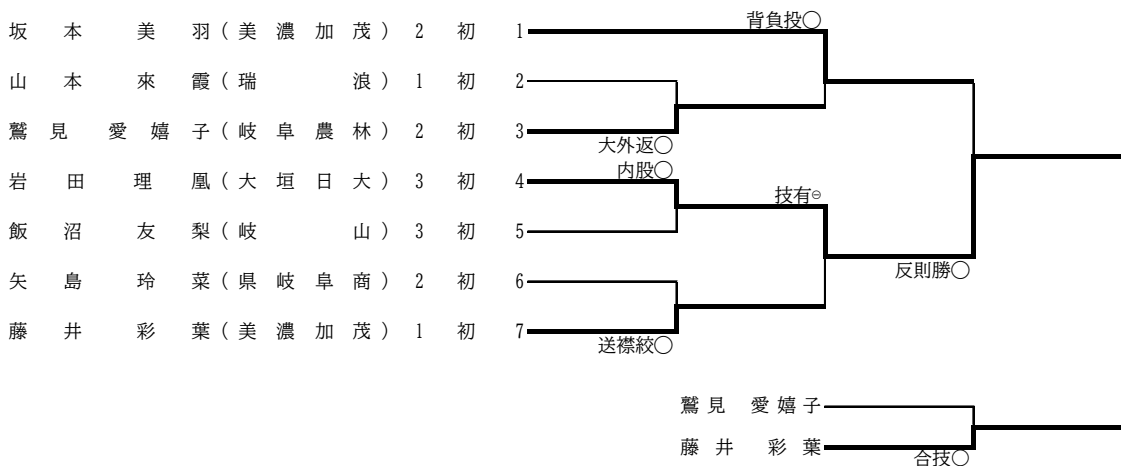 背負投○
坂本美羽(美濃加茂) 2 初 1
山本來霞(瑞浪) 1 初 2
鷲見愛嬉子(岐阜農林) 2 初 3
大外返○
内股○
岩田理凰(大垣日大) 3 初 4
技有⊖
飯沼友梨(岐山) 3 初 5
反則勝○
矢島玲菜(県岐阜商) 2 初 6
藤井彩葉(美濃加茂) 1 初 7
送襟絞○
鷲見 愛嬉子
藤井 彩葉
合技○